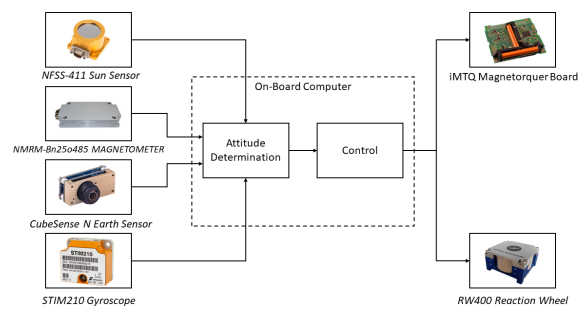 NFSS-411 Sun Sensor
iMTQ Magnetorquer Board
On-Board Computer
NMRM-Bn25o485 MAGNETOMETER
Attitude
Determination
Control
CubeSense N Earth Sensor
STIM210
STIM210 Gyroscope
RW400 Reaction Wheel